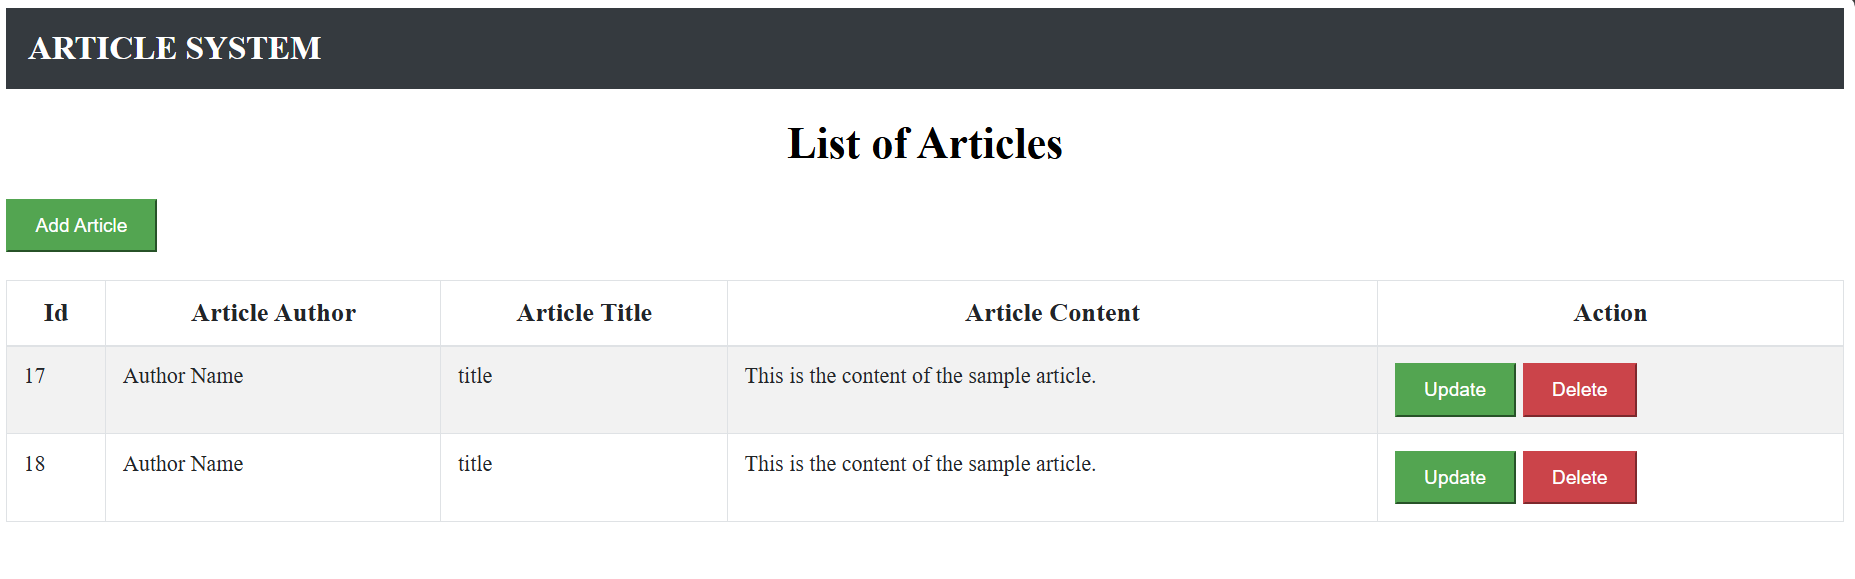 ARTICLE SYSTEM
List of Articles
Add Article
Id Article Author Article Title Article Content Action
17 Author Name title This is the content of the sample article. Update Delete
18 Author Name title This is the content of the sample article. Update Delete